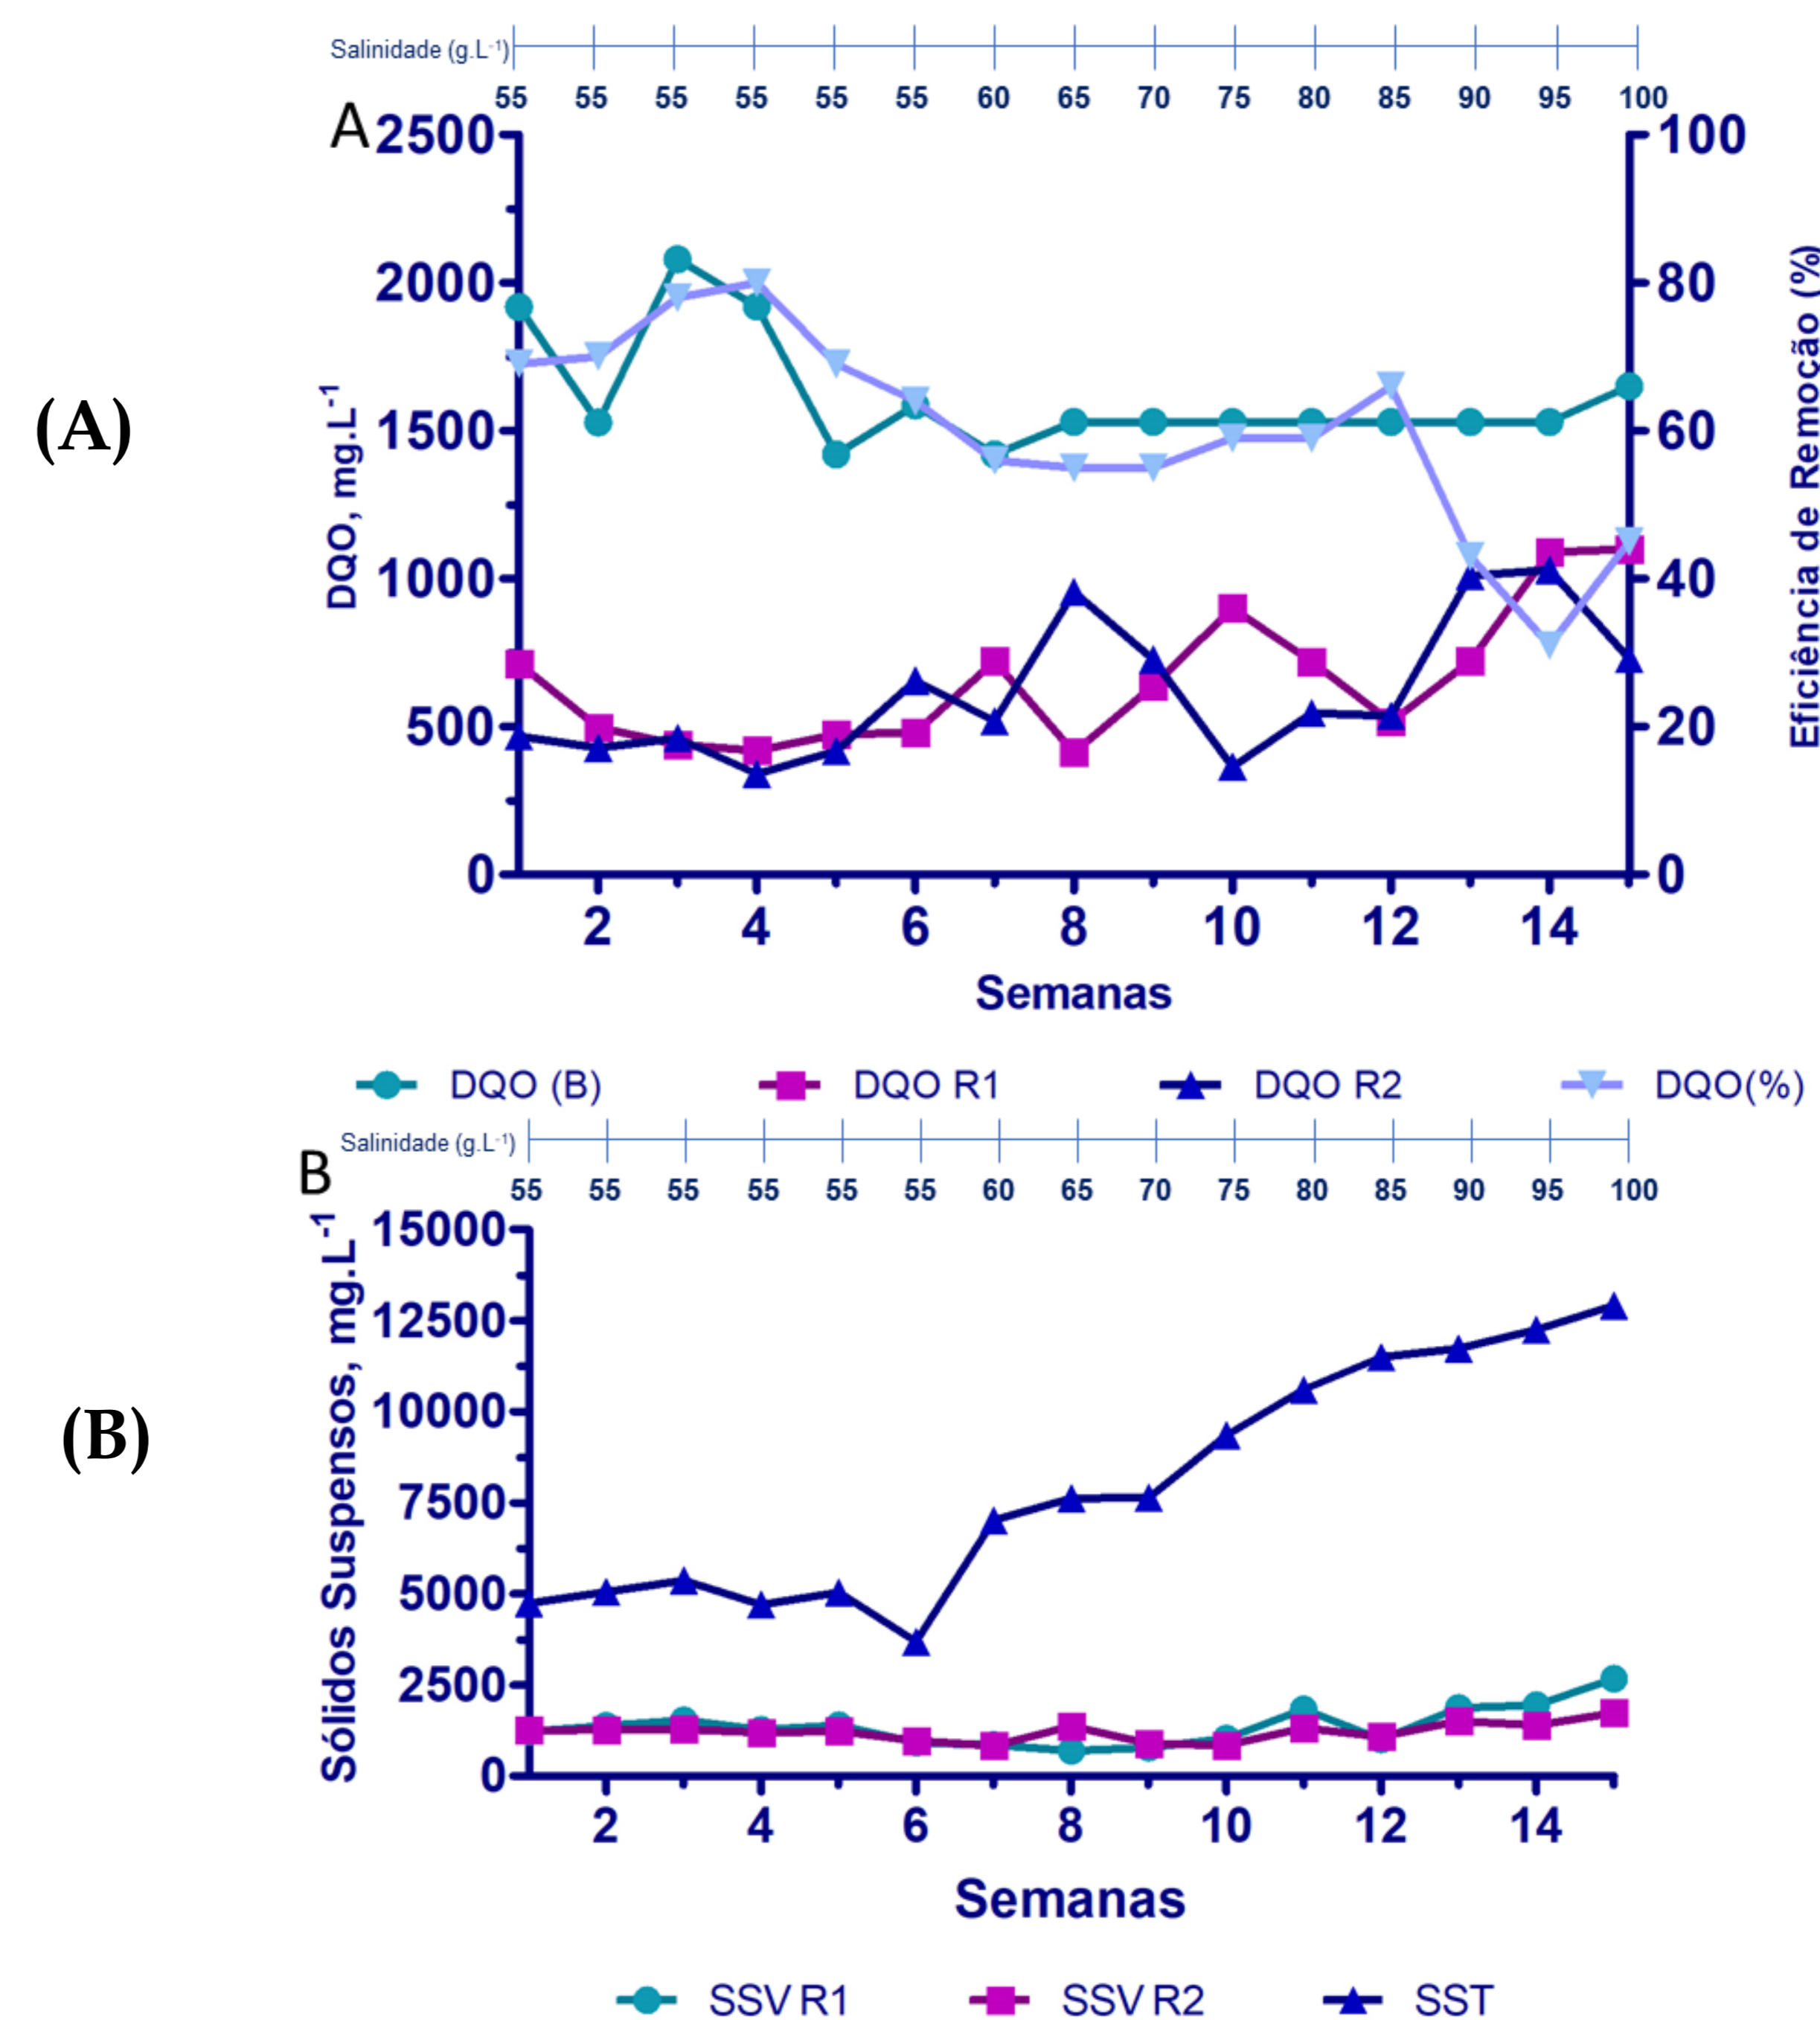 Salinidade (g.L-1)
55 55 55 55 55 55 60 65 70 75 80 85 90 95 100
A
(A)
DQO, mg.L-1
2500
2000
1500
1000
500
0
100
80
60
40
20
0
Eficiência de Remoção (%)
2 4 6 8 10 12 14
Semanas
DQO (B) DQO R1 DQO R2 DQO(%)
Salinidade (g.L-1)
55 55 55 55 55 55 60 65 70 75 80 85 90 95 100
B
(B)
Sólidos Suspensos, mg.L-1
15000
12500
10000
7500
5000
2500
0
2 4 6 8 10 12 14
Semanas
SSV R1 SSV R2 SST